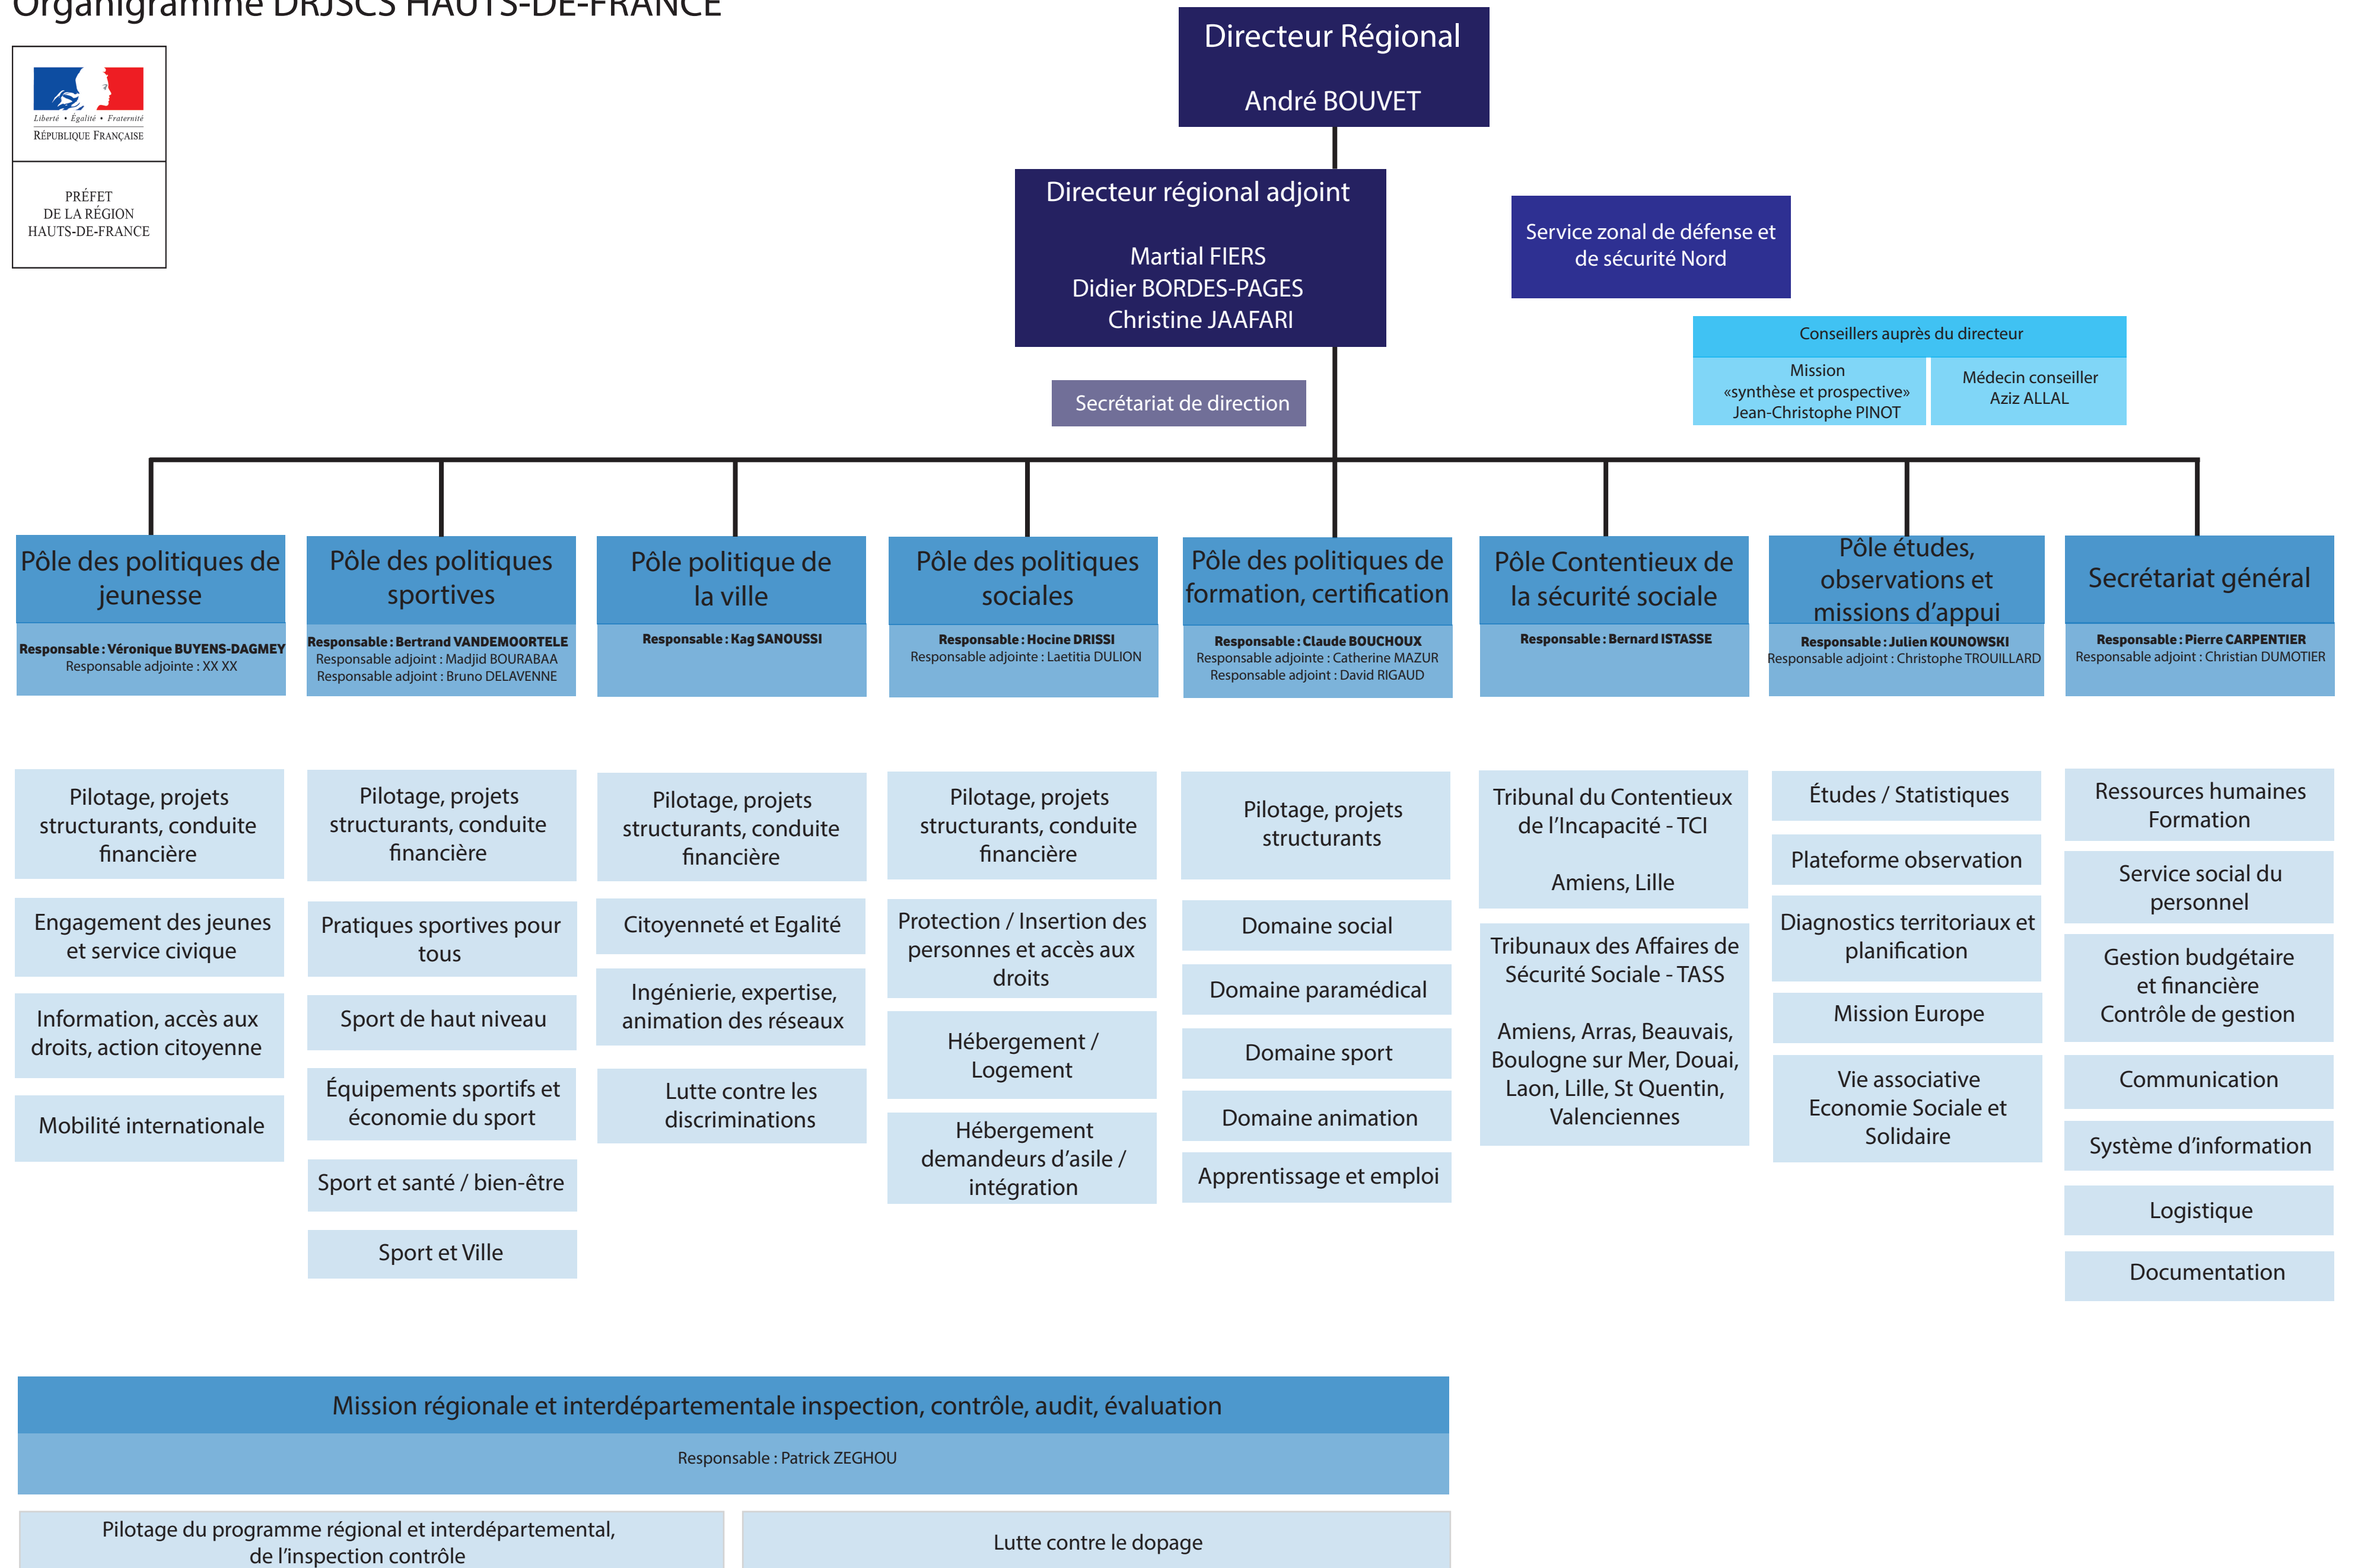 Organigramme DRJSCS HAUTS-DE-FRANCE
Liberté • Égalité • Fraternité
RÉPUBLIQUE FRANÇAISE
PRÉFET
DE LA RÉGION
HAUTS-DE-FRANCE
Directeur Régional
André BOUVET
Directeur régional adjoint
Martial FIERS
Didier BORDES-PAGES
Christine JAAFARI
Service zonal de défense et
de sécurité Nord
Conseillers auprès du directeur
Mission
«synthèse et prospective»
Jean-Christophe PINOT
Médecin conseiller
Aziz ALLAL
Secrétariat de direction
Pôle des politiques de
jeunesse
Responsable : Véronique BUYENS-DAGMEY
Responsable adjointe : XX XX
Pôle des politiques
sportives
Responsable : Bertrand VANDEMOORTELE
Responsable adjoint : Madjid BOURABAA
Responsable adjoint : Bruno DELAVENNE
Pôle politique de
la ville
Responsable : Kag SANOUSSI
Pôle des politiques
sociales
Responsable : Hocine DRISSI
Responsable adjointe : Laetitia DULION
Pôle des politiques de
formation, certification
Responsable : Claude BOUCHOUX
Responsable adjointe : Catherine MAZUR
Responsable adjoint : David RIGAUD
Pôle Contentieux de
la sécurité sociale
Responsable : Bernard ISTASSE
Pôle études,
observations et
missions d’appui
Responsable : Julien KOUNOWSKI
Responsable adjoint : Christophe TROUILLARD
Secrétariat général
Responsable : Pierre CARPENTIER
Responsable adjoint : Christian DUMOTIER
Pilotage, projets
structurants, conduite
financière
Engagement des jeunes
et service civique
Information, accès aux
droits, action citoyenne
Mobilité internationale
Pilotage, projets
structurants, conduite
financière
Pratiques sportives pour
tous
Sport de haut niveau
Équipements sportifs et
économie du sport
Sport et santé / bien-être
Sport et Ville
Pilotage, projets
structurants, conduite
financière
Citoyenneté et Egalité
Ingénierie, expertise,
animation des réseaux
Lutte contre les
discriminations
Pilotage, projets
structurants, conduite
financière
Protection / Insertion des
personnes et accès aux
droits
Hébergement /
Logement
Hébergement
demandeurs d’asile /
intégration
Pilotage, projets
structurants
Domaine social
Domaine paramédical
Domaine sport
Domaine animation
Apprentissage et emploi
Tribunal du Contentieux
de l’Incapacité - TCI
Amiens, Lille
Tribunaux des Affaires de
Sécurité Sociale - TASS
Amiens, Arras, Beauvais,
Boulogne sur Mer, Douai,
Laon, Lille, St Quentin,
Valenciennes
Études / Statistiques
Plateforme observation
Diagnostics territoriaux et
planification
Mission Europe
Vie associative
Economie Sociale et
Solidaire
Ressources humaines
Formation
Service social du
personnel
Gestion budgétaire
et financière
Contrôle de gestion
Communication
Système d’information
Logistique
Documentation
Mission régionale et interdépartementale inspection, contrôle, audit, évaluation
Responsable : Patrick ZEGHOU
Pilotage du programme régional et interdépartemental,
de l’inspection contrôle
Lutte contre le dopage